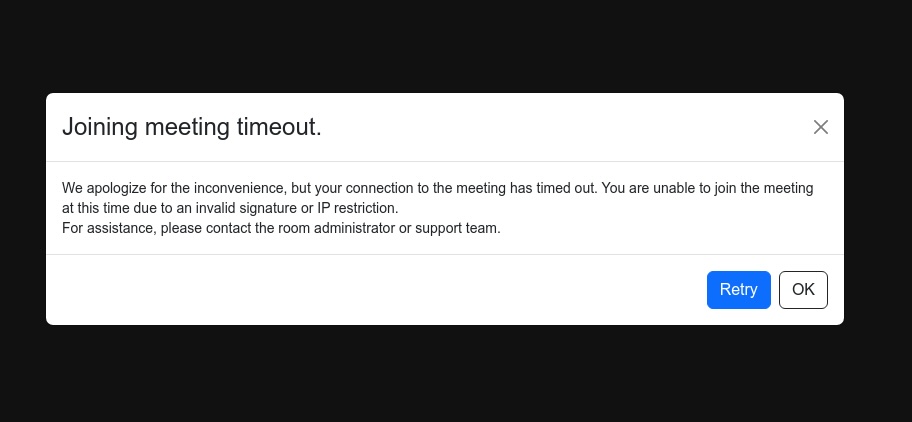 Joining meeting timeout.
We apologize for the inconvenience, but your connection to the meeting has timed out. You are unable to join the meeting
at this time due to an invalid signature or IP restriction.
For assistance, please contact the room administrator or support team.
Retry
OK